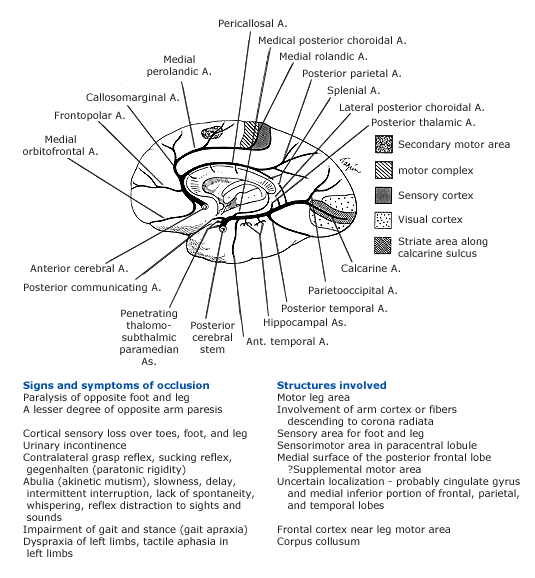 Pericallosal A.
Medical posterior choroidal A.
Medial rolandic A.
Medial
perolandic A.
Posterior parietal A.
Splenial A.
Callosomarginal A.
Lateral posterior choroidal A.
Frontopolar A.
Posterior thalamic A.
Medial
orbitofrontal A.
Secondary motor area
motor complex
Sensory cortex
Visual cortex
Striate area along
calcarine sulcus
Anterior cerebral A.
Calcarine A.
Posterior communicating A.
Parietooccipital A.
Posterior temporal A.
Penetrating
thalomo-
subthalmic
paramedian
As.
Posterior
cerebral
stem
Hippocampal As.
Ant. temporal A.
Signs and symptoms of occlusion
Structures involved
Paralysis of opposite foot and leg
Motor leg area
A lesser degree of opposite arm paresis
Involvement of arm cortex or fibers
descending to corona radiata
Cortical sensory loss over toes, foot, and leg
Sensory area for foot and leg
Urinary incontinence
Sensorimotor area in paracentral lobule
Contralateral grasp reflex, sucking reflex,
gegenhalten (paratonic rigidity)
Medial surface of the posterior frontal lobe
?Supplemental motor area
Abulia (akinetic mutism), slowness, delay,
intermittent interruption, lack of spontaneity,
whispering, reflex distraction to sights and
sounds
Uncertain localization - probably cingulate gyrus
and medial inferior portion of frontal, parietal,
and temporal lobes
Impairment of gait and stance (gait apraxia)
Frontal cortex near leg motor area
Dyspraxia of left limbs, tactile aphasia in
left limbs
Corpus collusum